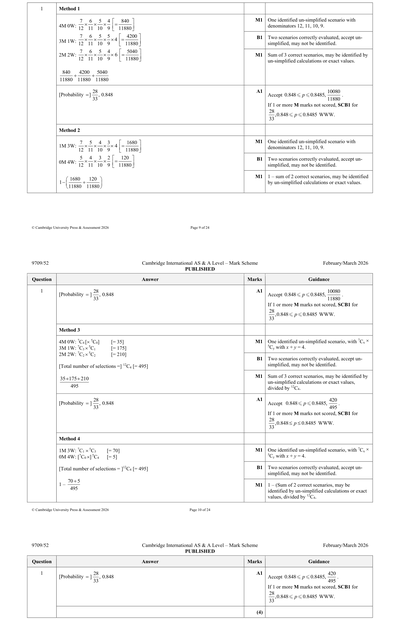 1
Method 1
4M 0W: 7/12 × 6/11 × 5/10 × 4/9 [= 840/11880]
M1
One identified un-simplified scenario with denominators 12, 11, 10, 9.
3M 1W: 7/12 × 6/11 × 5/10 × 5/9 × 4 [= 4200/11880]
B1
Two scenarios correctly evaluated, accept un-simplified, may not be identified.
2M 2W: 7/12 × 6/11 × 5/10 × 4/9 × 6 [= 5040/11880]
M1
Sum of 3 correct scenarios, may be identified by un-simplified calculations or exact values.
840/11880 + 4200/11880 + 5040/11880
[Probability =] 28/33, 0.848
A1
Accept 0.848 ⩽ p ⩽ 0.8485, 10080/11880
If 1 or more M marks not scored, SCB1 for
28/33, 0.848 ⩽ p ⩽ 0.8485 WWW.
Method 2
1M 3W: 7/12 × 5/11 × 4/10 × 3/9 × 4 [= 1680/11880]
M1
One identified un-simplified scenario with denominators 12, 11, 10, 9.
0M 4W: 5/12 × 4/11 × 3/10 × 2/9 [= 120/11880]
B1
Two scenarios correctly evaluated, accept un-simplified, may not be identified.
1 – (1680/11880 + 120/11880)
M1
1 – sum of 2 correct scenarios, may be identified by un-simplified calculations or exact values.
© Cambridge University Press & Assessment 2026
Page 9 of 24
9709/52
Cambridge International AS & A Level – Mark Scheme
February/March 2026
PUBLISHED
Question Answer Marks Guidance
1
[Probability =] 28/33, 0.848
A1
Accept 0.848 ⩽ p ⩽ 0.8485, 10080/11880
If 1 or more M marks not scored, SCB1 for
28/33, 0.848 ⩽ p ⩽ 0.8485 WWW.
Method 3
4M 0W: ⁷C₄ [× ⁵C₀] [= 35]
3M 1W: ⁷C₃ × ⁵C₁ [= 175]
2M 2W: ⁷C₂ × ⁵C₂ [= 210]
M1
One identified un-simplified scenario, with ⁷Cₓ × ⁵Cᵧ, with x + y = 4.
[Total number of selections =] ¹²C₄ [= 495]
B1
Two scenarios correctly evaluated, accept un-simplified, may not be identified.
35+175+210/495
M1
Sum of 3 correct scenarios, may be identified by un-simplified calculations or exact values, divided by ¹²C₄.
[Probability =] 28/33, 0.848
A1
Accept 0.848 ⩽ p ⩽ 0.8485, 420/495
If 1 or more M marks not scored, SCB1 for
28/33, 0.848 ⩽ p ⩽ 0.8485 WWW.
Method 4
1M 3W: ⁷C₁ × ⁵C₃ [= 70]
0M 4W: [⁷C₀ ×] ⁵C₄ [= 5]
M1
One identified un-simplified scenario, with ⁷Cₓ × ⁵Cᵧ, with x + y = 4.
[Total number of selections = ] ¹²C₄ [= 495]
B1
Two scenarios correctly evaluated, accept un-simplified, may not be identified.
1 – 70+5/495
M1
1 – (Sum of 2 correct scenarios, may be identified by un-simplified calculations or exact values, divided by ¹²C₄.
© Cambridge University Press & Assessment 2026
Page 10 of 24
9709/52
Cambridge International AS & A Level – Mark Scheme
February/March 2026
PUBLISHED
Question Answer Marks Guidance
1
[Probability =] 28/33, 0.848
A1
Accept 0.848 ⩽ p ⩽ 0.8485, 420/495
If 1 or more M marks not scored, SCB1 for
28/33, 0.848 ⩽ p ⩽ 0.8485 WWW.
(4)